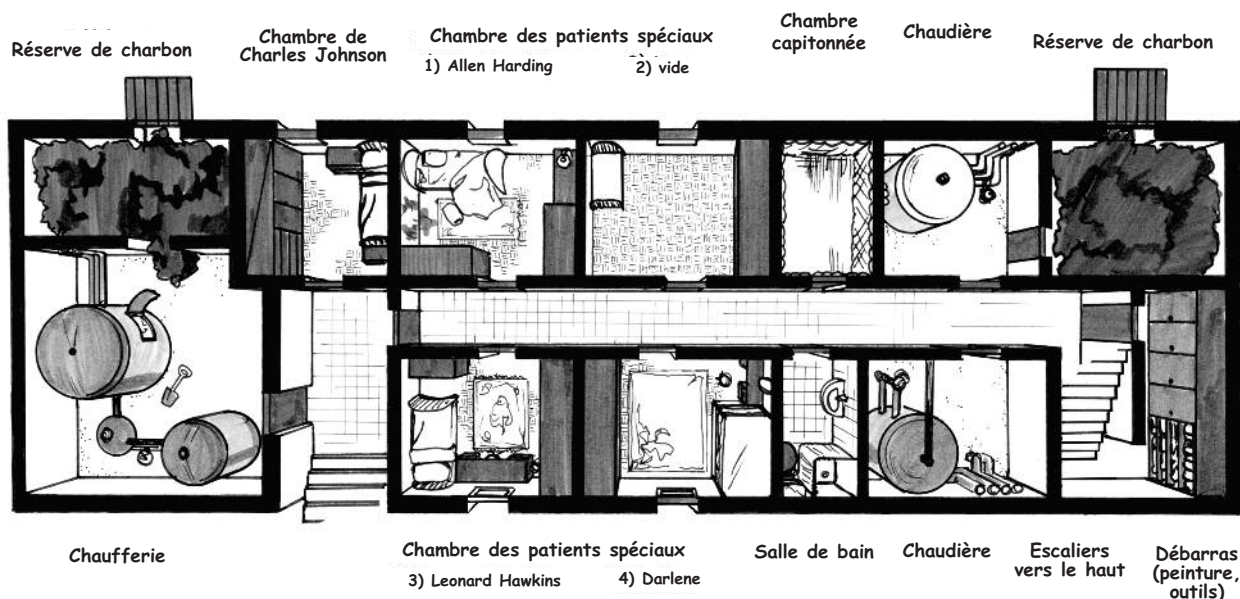 Réserve de charbon
Chambre de
Charles Johnson
Chambre des patients spéciaux
1) Allen Harding
2) vide
Chambre
capitonnée
Chaudière
Réserve de charbon
Chaufferie
Chambre des patients spéciaux
3) Leonard Hawkins
4) Darlene
Salle de bain
Chaudière
Escaliers
vers le haut
Débarras
(peinture,
outils)